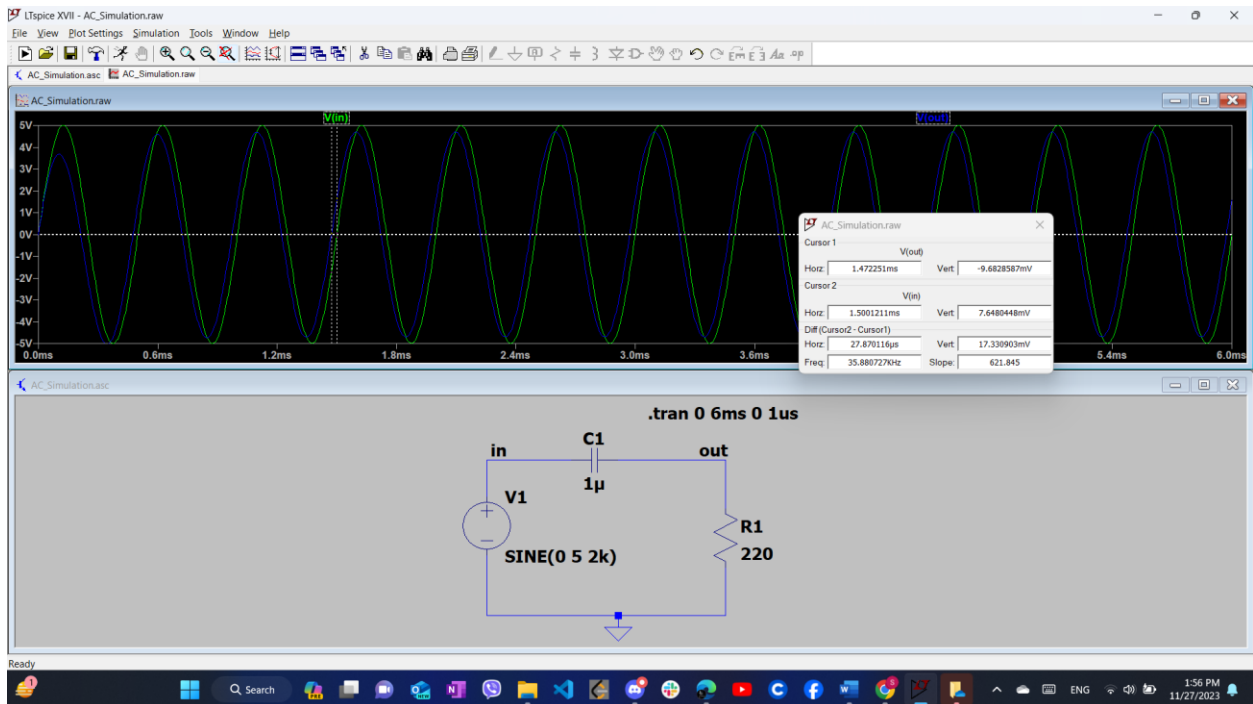 LTspice XVII - AC_Simulation.raw
File View Plot Settings Simulation Tools Window Help
AC_Simulation.asc AC_Simulation.raw
AC_Simulation.raw
V(in) V(out)
5V
4V
3V
2V
1V
0V
-1V
-2V
-3V
-4V
-5V
0.0ms 0.6ms 1.2ms 1.8ms 2.4ms 3.0ms 3.6ms 5.4ms 6.0ms
AC_Simulation.raw
Cursor 1
V(out)
Horz: 1.472251ms Vert: -9.6828587mV
Cursor 2
V(in)
Horz: 1.5001211ms Vert: 7.6480448mV
Diff (Cursor2 - Cursor1)
Horz: 27.870116µs Vert: 17.330903mV
Freq: 35.880727KHz Slope: 621.845
AC_Simulation.asc
.tran 0 6ms 0 1us
in C1 out
1µ
V1
R1
SINE(0 5 2k) 220
Ready
Search ENG 1:56 PM
11/27/2023